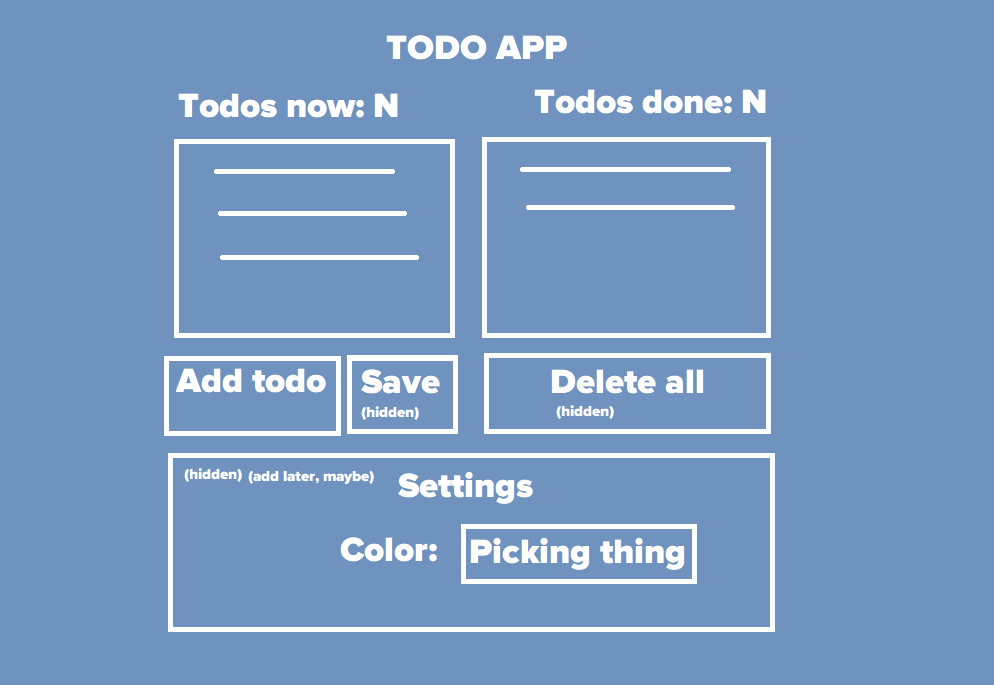 TODO APP
Todos now: N
Todos done: N
Add todo
Save
(hidden)
Delete all
(hidden)
(hidden) (add later, maybe)
Settings
Color:
Picking thing